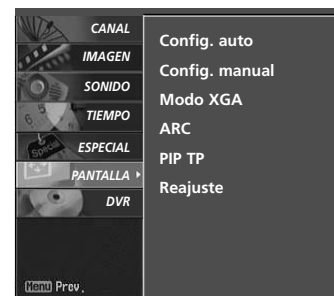 CANAL
IMAGEN
SONIDO
TIEMPO
ESPECIAL
PANTALLA
DVR
Menu Prev.
Config. auto
Config. manual
Modo XGA
ARC
PIP TP
Reajuste